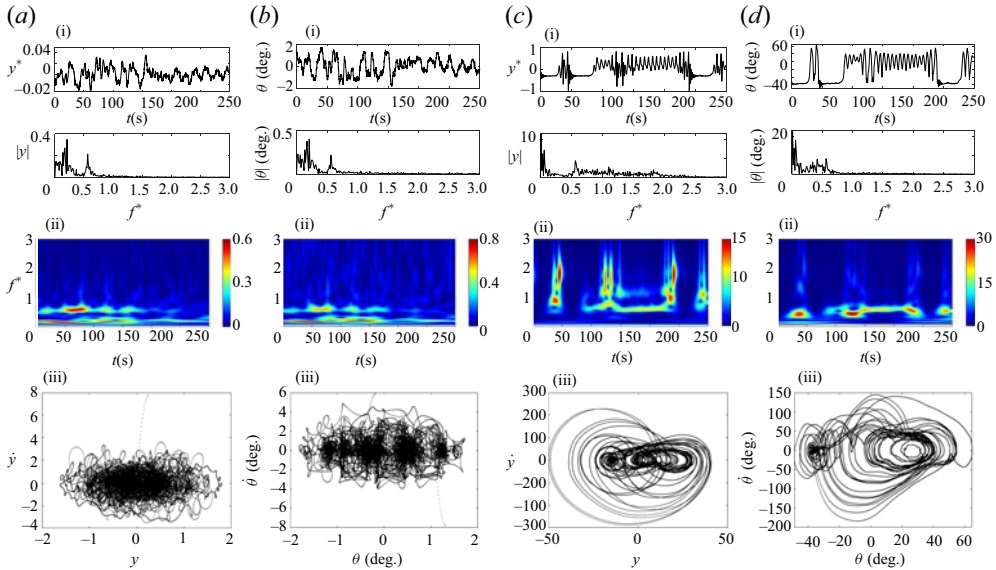 (a) (b) (c) (d)
(i) (i) (i) (i)
y* 0.04 0 −0.02 0 50 100 150 200 250 t(s)
θ (deg.) 2 0 −2 0 50 100 150 200 250 t(s)
y* 1 0 −1 0 50 100 150 200 250 t(s)
θ (deg.) 60 40 0 −40 0 50 100 150 200 250 t(s)
|y| 0.4 0 0.5 1.0 1.5 2.0 2.5 3.0 f*
|θ| (deg.) 0.5 0 0 0.5 1.0 1.5 2.0 2.5 3.0 f*
|y| 10 0 0 0.5 1.0 1.5 2.0 2.5 3.0 f*
|θ| (deg.) 20 0 0 0.5 1.0 1.5 2.0 2.5 3.0 f*
(ii) (ii) (ii) (ii)
f* 3 2 1 0 50 100 150 200 250 t(s) 0.6 0.3 0
3 2 1 0 50 100 150 200 250 t(s) 0.8 0.4 0
3 2 1 0 50 100 150 200 250 t(s) 15 10 5 0
3 2 1 0 50 100 150 200 250 t(s) 30 20 10 0
(iii) (iii) (iii) (iii)
ẏ 8 6 4 2 0 −2 −4 −2 −1 0 1 2 y
θ̇ (deg.) 8 6 4 2 0 −2 −4 −6 −8 −2 −1 0 1 2 θ (deg.)
ẏ 300 200 100 0 −100 −200 −300 −50 0 50 y
θ̇ (deg.) 150 100 50 0 −50 −100 −150 −200 −40 −20 0 20 40 60 θ (deg.)